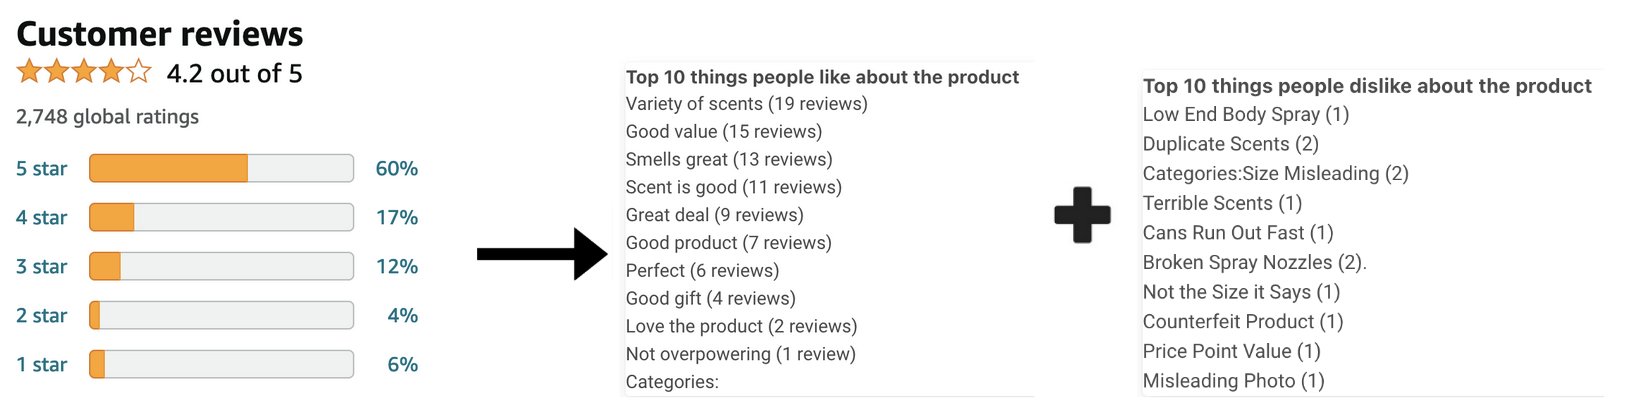 Customer reviews
4.2 out of 5
2,748 global ratings
5 star 60%
4 star 17%
3 star 12%
2 star 4%
1 star 6%
Top 10 things people like about the product
Variety of scents (19 reviews)
Good value (15 reviews)
Smells great (13 reviews)
Scent is good (11 reviews)
Great deal (9 reviews)
Good product (7 reviews)
Perfect (6 reviews)
Good gift (4 reviews)
Love the product (2 reviews)
Not overpowering (1 review)
Categories:
Top 10 things people dislike about the product
Low End Body Spray (1)
Duplicate Scents (2)
Categories:Size Misleading (2)
Terrible Scents (1)
Cans Run Out Fast (1)
Broken Spray Nozzles (2).
Not the Size it Says (1)
Counterfeit Product (1)
Price Point Value (1)
Misleading Photo (1)